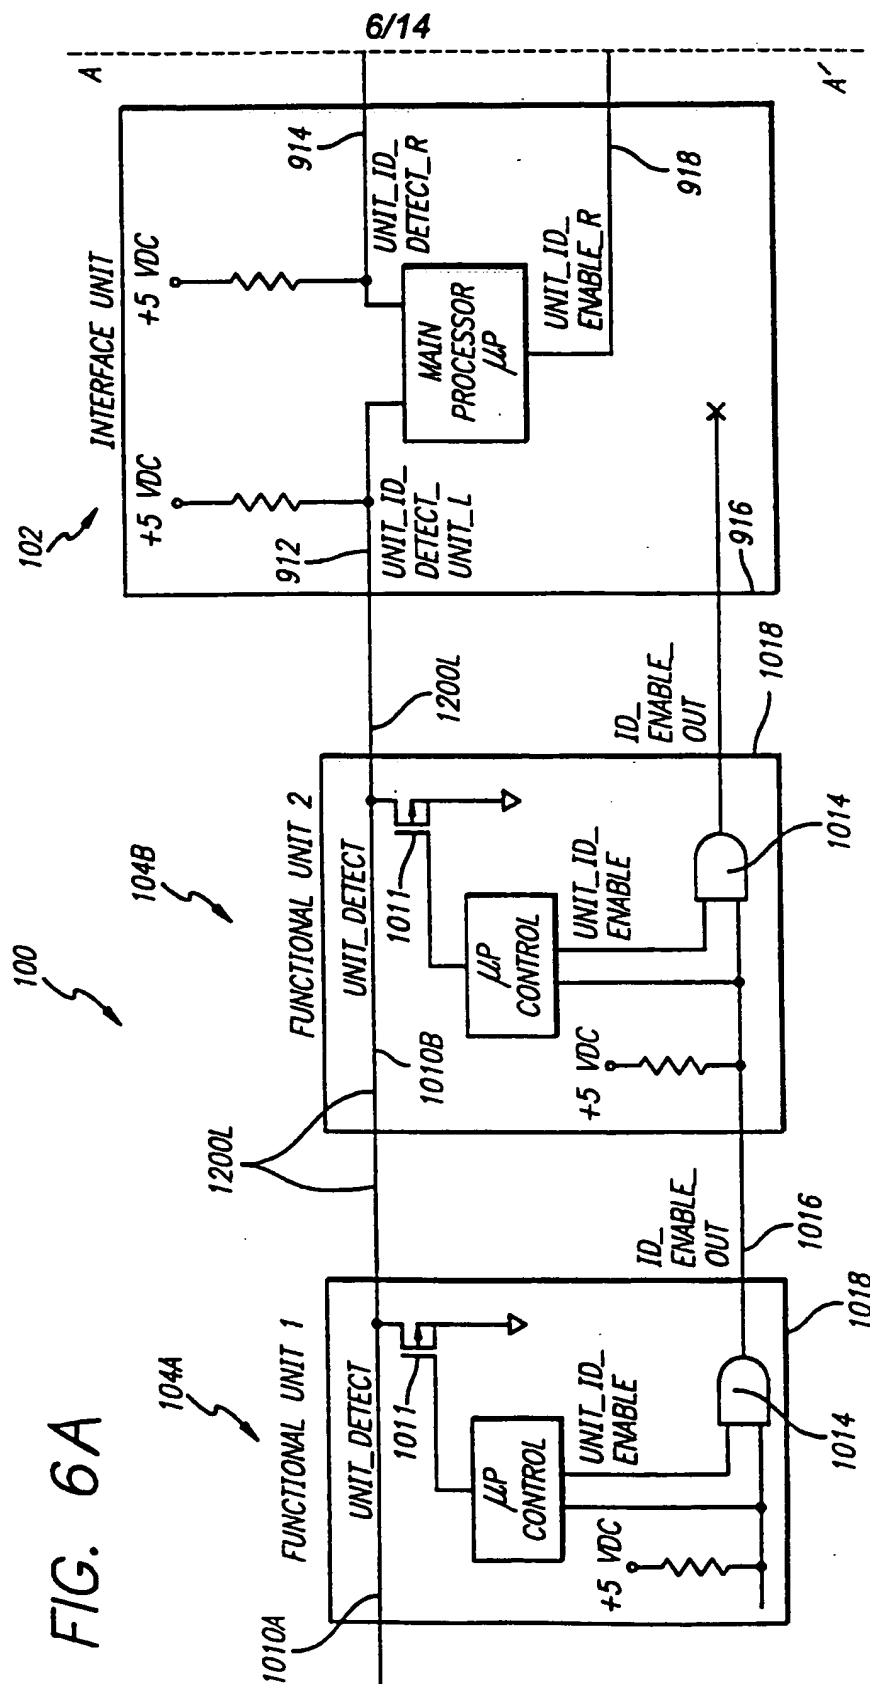 6/14
FIG. 6A
100
104A
FUNCTIONAL UNIT 1
1010A
UNIT_DETECT
1011
μP
CONTROL
UNIT_ID_
ENABLE
+5 VDC
1014
1018
1200L
ID_
ENABLE_
OUT
1016
104B
FUNCTIONAL UNIT 2
UNIT_DETECT
1010B
1011
μP
CONTROL
UNIT_ID_
ENABLE
+5 VDC
1014
1018
1200L
ID_
ENABLE_
OUT
102
INTERFACE UNIT
+5 VDC
+5 VDC
912
UNIT_ID_
DETECT_
UNIT_L
914
UNIT_ID_
DETECT_R
MAIN
PROCESSOR
μP
UNIT_ID_
ENABLE_R
916
918
A
A′